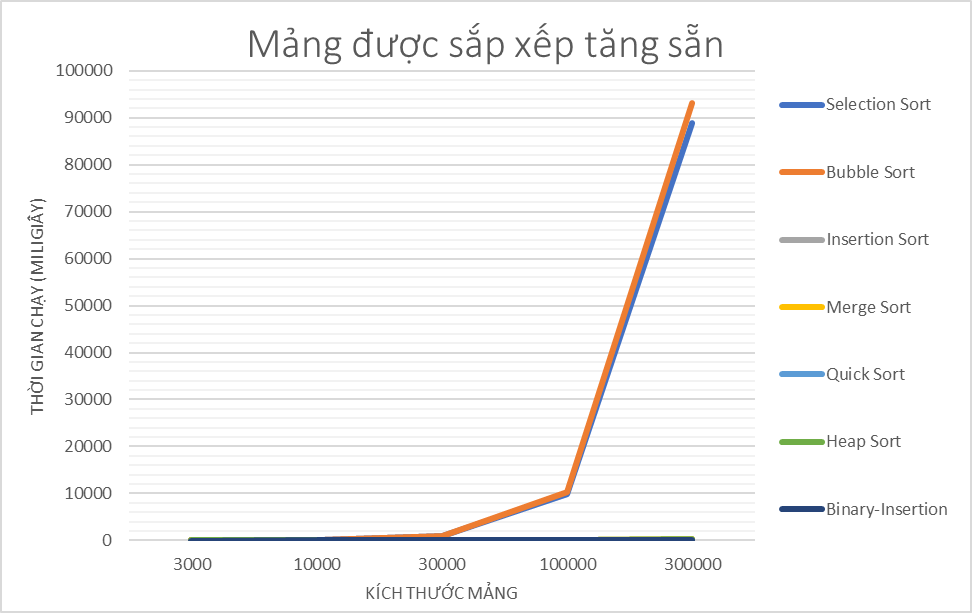 Mảng được sắp xếp tăng sẵn
THỜI GIAN CHẠY (MILIGIÂY)
100000
90000
80000
70000
60000
50000
40000
30000
20000
10000
0
3000 10000 30000 100000 300000
KÍCH THƯỚC MẢNG
Selection Sort
Bubble Sort
Insertion Sort
Merge Sort
Quick Sort
Heap Sort
Binary-Insertion